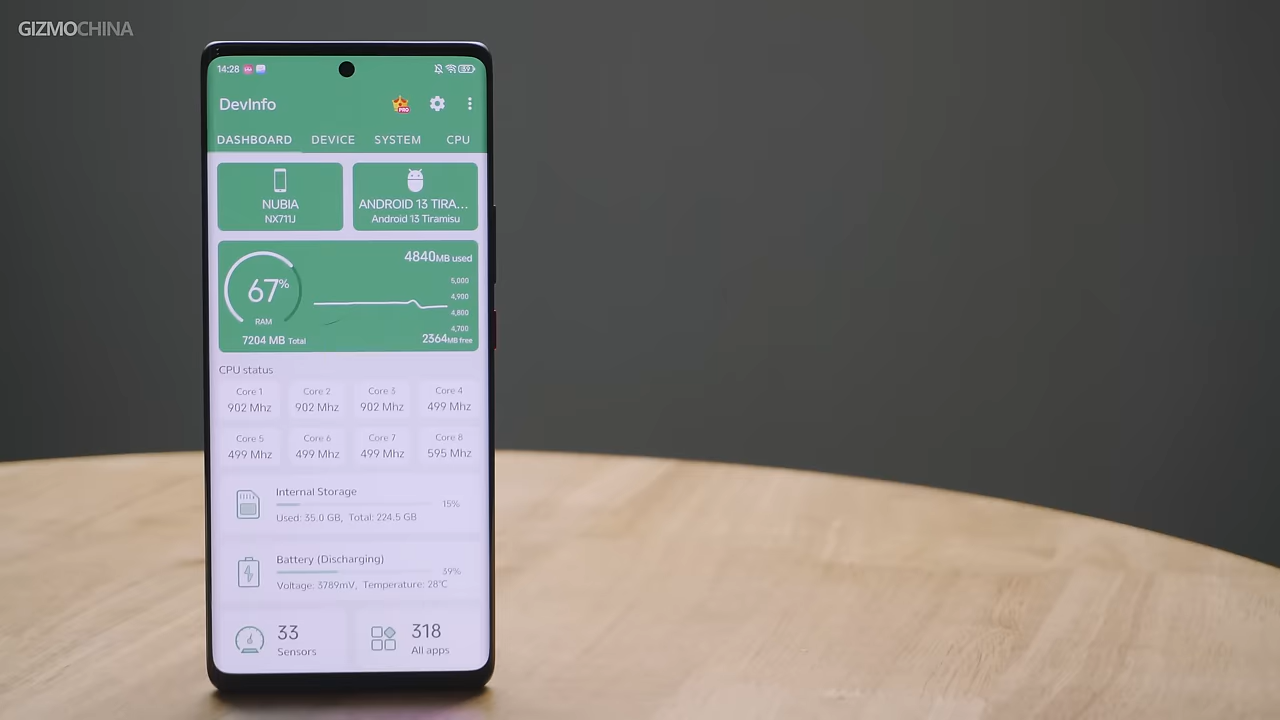 GIZMOCHINA
14:28
DevInfo
PRO
DASHBOARD DEVICE SYSTEM CPU
NUBIA
NX711J
ANDROID 13 TIRA...
Android 13 Tiramisu
4840MB used
67%
RAM
7204 MB Total
5,000
4,900
4,800
4,700
2364MB free
CPU status
Core 1 Core 2 Core 3 Core 4
902 Mhz 902 Mhz 902 Mhz 499 Mhz
Core 5 Core 6 Core 7 Core 8
499 Mhz 499 Mhz 499 Mhz 595 Mhz
Internal Storage
15%
Used: 35.0 GB, Total: 224.5 GB
Battery (Discharging)
39%
Voltage: 3789mV, Temperature: 28°C
33
Sensors
318
All apps